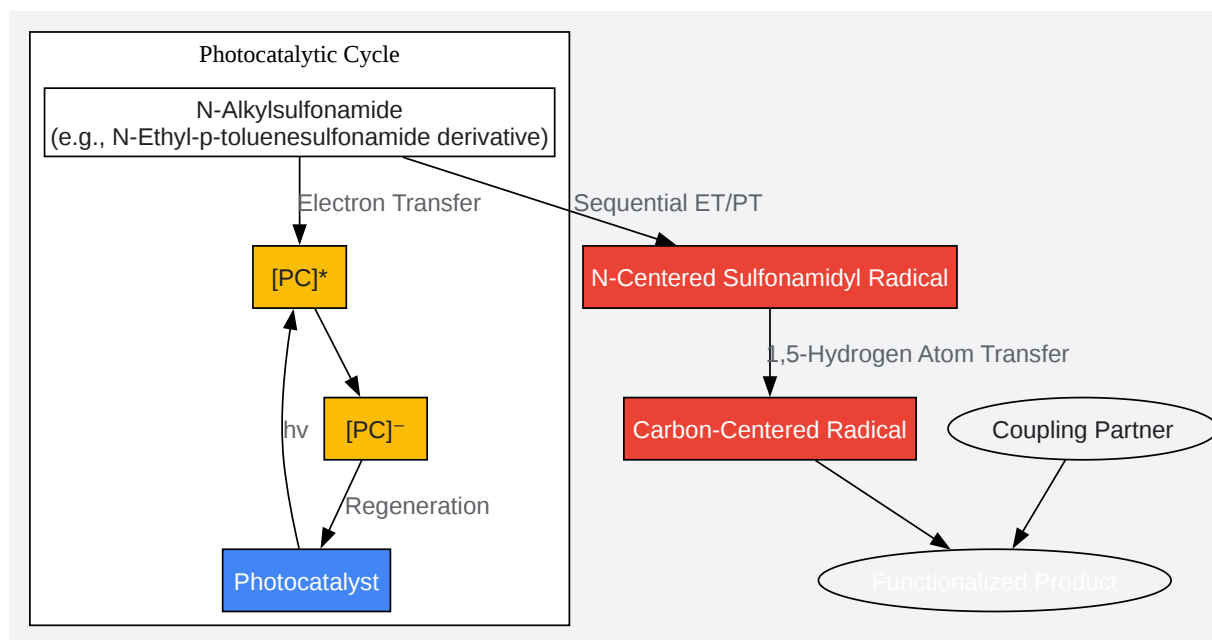 Photocatalytic Cycle
N-Alkylsulfonamide
(e.g., N-Ethyl-p-toluenesulfonamide derivative)
Electron Transfer
Sequential ET/PT
[PC]*
N-Centered Sulfonamidyl Radical
1,5-Hydrogen Atom Transfer
hν
[PC]⁻
Carbon-Centered Radical
Coupling Partner
Regeneration
Photocatalyst
Functionalized Product